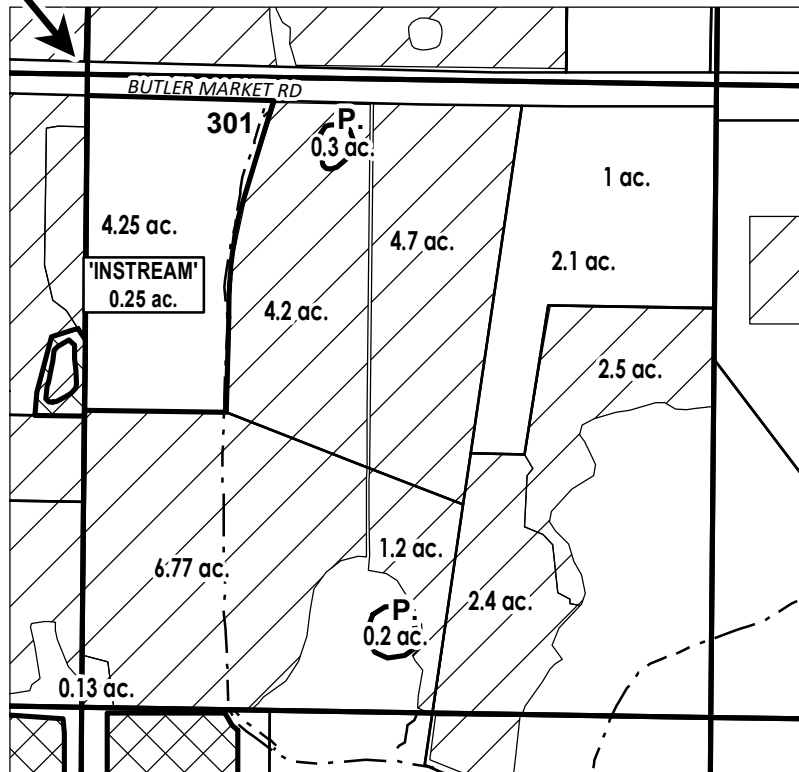 BUTLER MARKET RD
301
P.
0.3 ac.
1 ac.
4.25 ac.
4.7 ac.
2.1 ac.
'INSTREAM'
0.25 ac.
4.2 ac.
2.5 ac.
1.2 ac.
6.77 ac.
2.4 ac.
P.
0.2 ac.
0.13 ac.